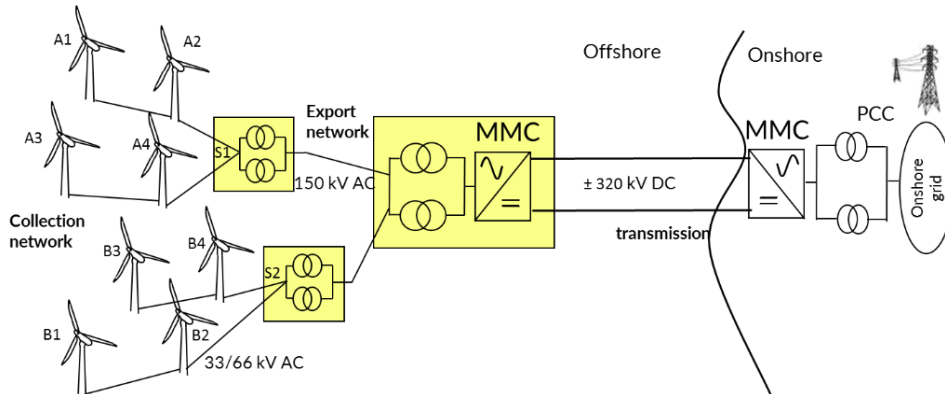 A1
A2
A3
A4
S1
Export
network
150 kV AC
Collection
network
B3
B4
S2
B1
B2
33/66 kV AC
MMC
Offshore
Onshore
± 320 kV DC
transmission
MMC
PCC
Onshore
grid